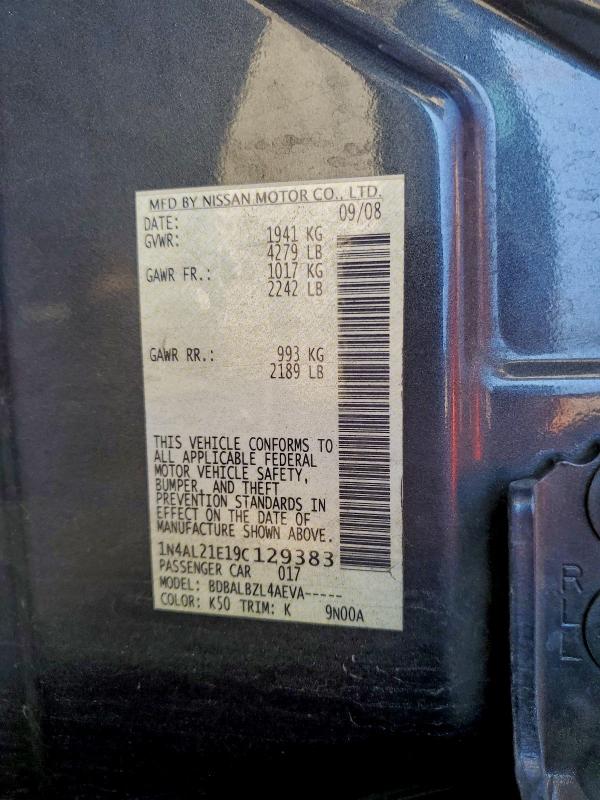 MFD BY NISSAN MOTOR CO., LTD.
DATE: 09/08
GVWR: 1941 KG
4279 LB
GAWR FR.: 1017 KG
2242 LB
GAWR RR.: 993 KG
2189 LB
THIS VEHICLE CONFORMS TO
ALL APPLICABLE FEDERAL
MOTOR VEHICLE SAFETY,
BUMPER, AND THEFT
PREVENTION STANDARDS IN
EFFECT ON THE DATE OF
MANUFACTURE SHOWN ABOVE.
1N4AL21E19C129383
PASSENGER CAR 017
MODEL: BDBALBZL4AEVA-----
COLOR: K50 TRIM: K 9N00A
RLL